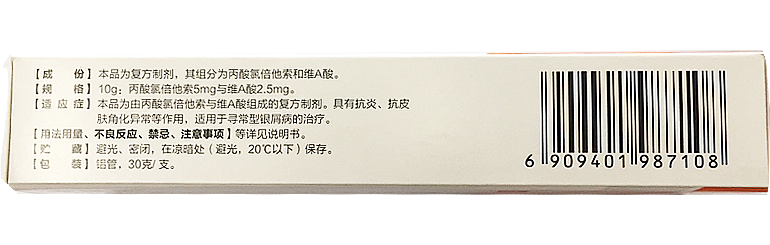 【成　份】本品为复方制剂，其组分为丙酸氯倍他索和维A酸。
【规　格】10g：丙酸氯倍他索5mg与维A酸2.5mg。
【适应症】本品为由丙酸氯倍他索与维A酸组成的复方制剂。具有抗炎、抗皮
肤角化异常等作用，适用于寻常型银屑病的治疗。
【用法用量、不良反应、禁忌、注意事项】等详见说明书。
【贮　藏】避光、密闭，在凉暗处（避光，20℃以下）保存。
【包　装】铝管，30克/支。
6 909401 987108